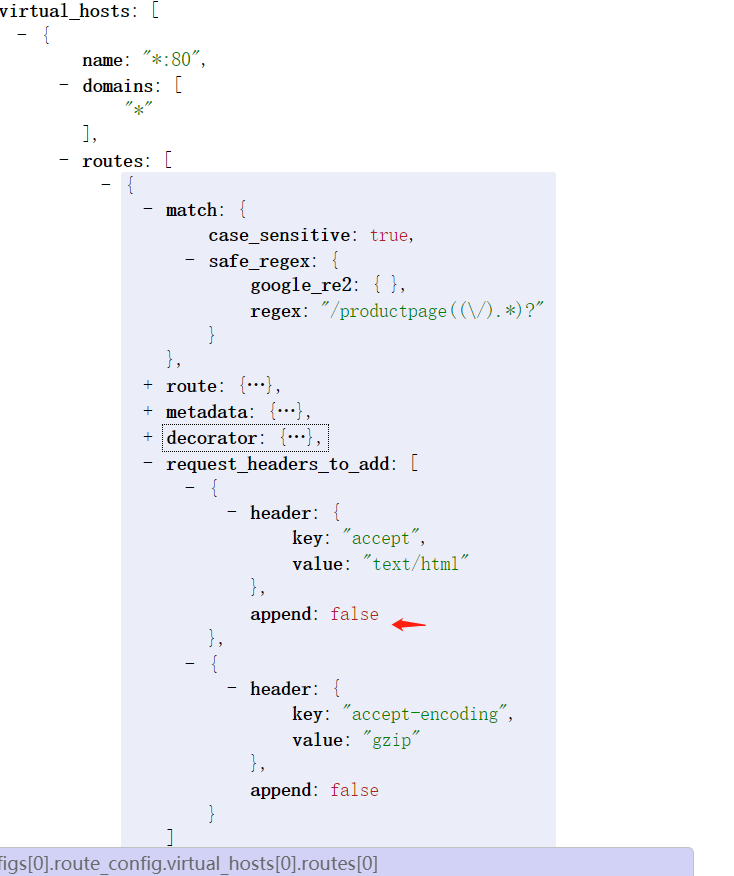 virtual_hosts: [
- {
name: "*:80",
- domains: [
"*"
],
- routes: [
- {
- match: {
case_sensitive: true,
- safe_regex: {
google_re2: { },
regex: "/productpage((\/).*)?"
}
},
+ route: {…},
+ metadata: {…},
+ decorator: {…},
- request_headers_to_add: [
- {
- header: {
key: "accept",
value: "text/html"
},
append: false
},
- {
- header: {
key: "accept-encoding",
value: "gzip"
},
append: false
}
]
figs[0].route_config.virtual_hosts[0].routes[0]